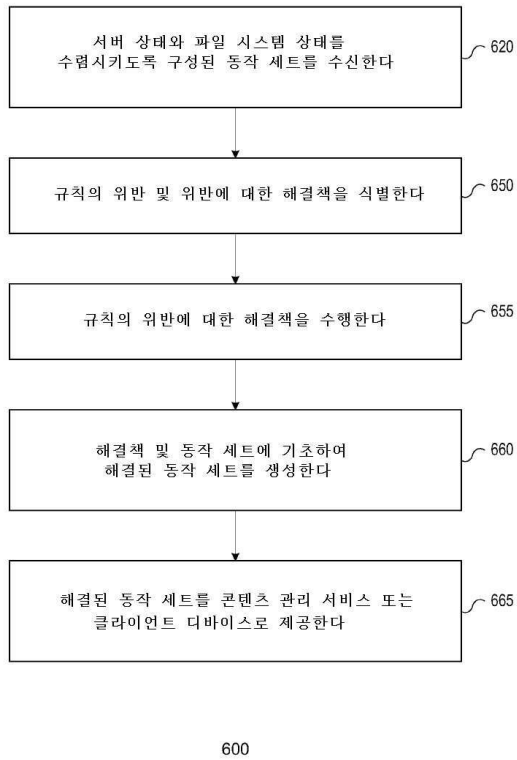 서버 상태와 파일 시스템 상태를
수렴시키도록 구성된 동작 세트를 수신한다
620
규칙의 위반 및 위반에 대한 해결책을 식별한다
650
규칙의 위반에 대한 해결책을 수행한다
655
해결책 및 동작 세트에 기초하여
해결된 동작 세트를 생성한다
660
해결된 동작 세트를 콘텐츠 관리 서비스 또는
클라이언트 디바이스로 제공한다
665
600